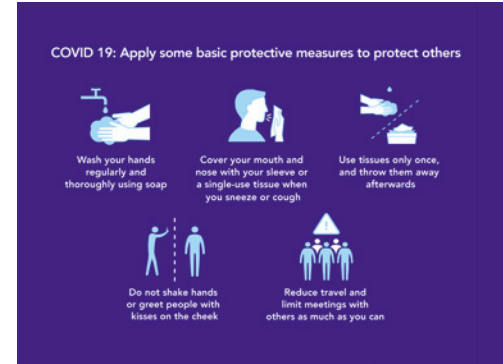 COVID 19: Apply some basic protective measures to protect others
Wash your hands
regularly and
thoroughly using soap
Cover your mouth and
nose with your sleeve or
a single-use tissue when
you sneeze or cough
Use tissues only once,
and throw them away
afterwards
Do not shake hands
or greet people with
kisses on the cheek
Reduce travel and
limit meetings with
others as much as you can